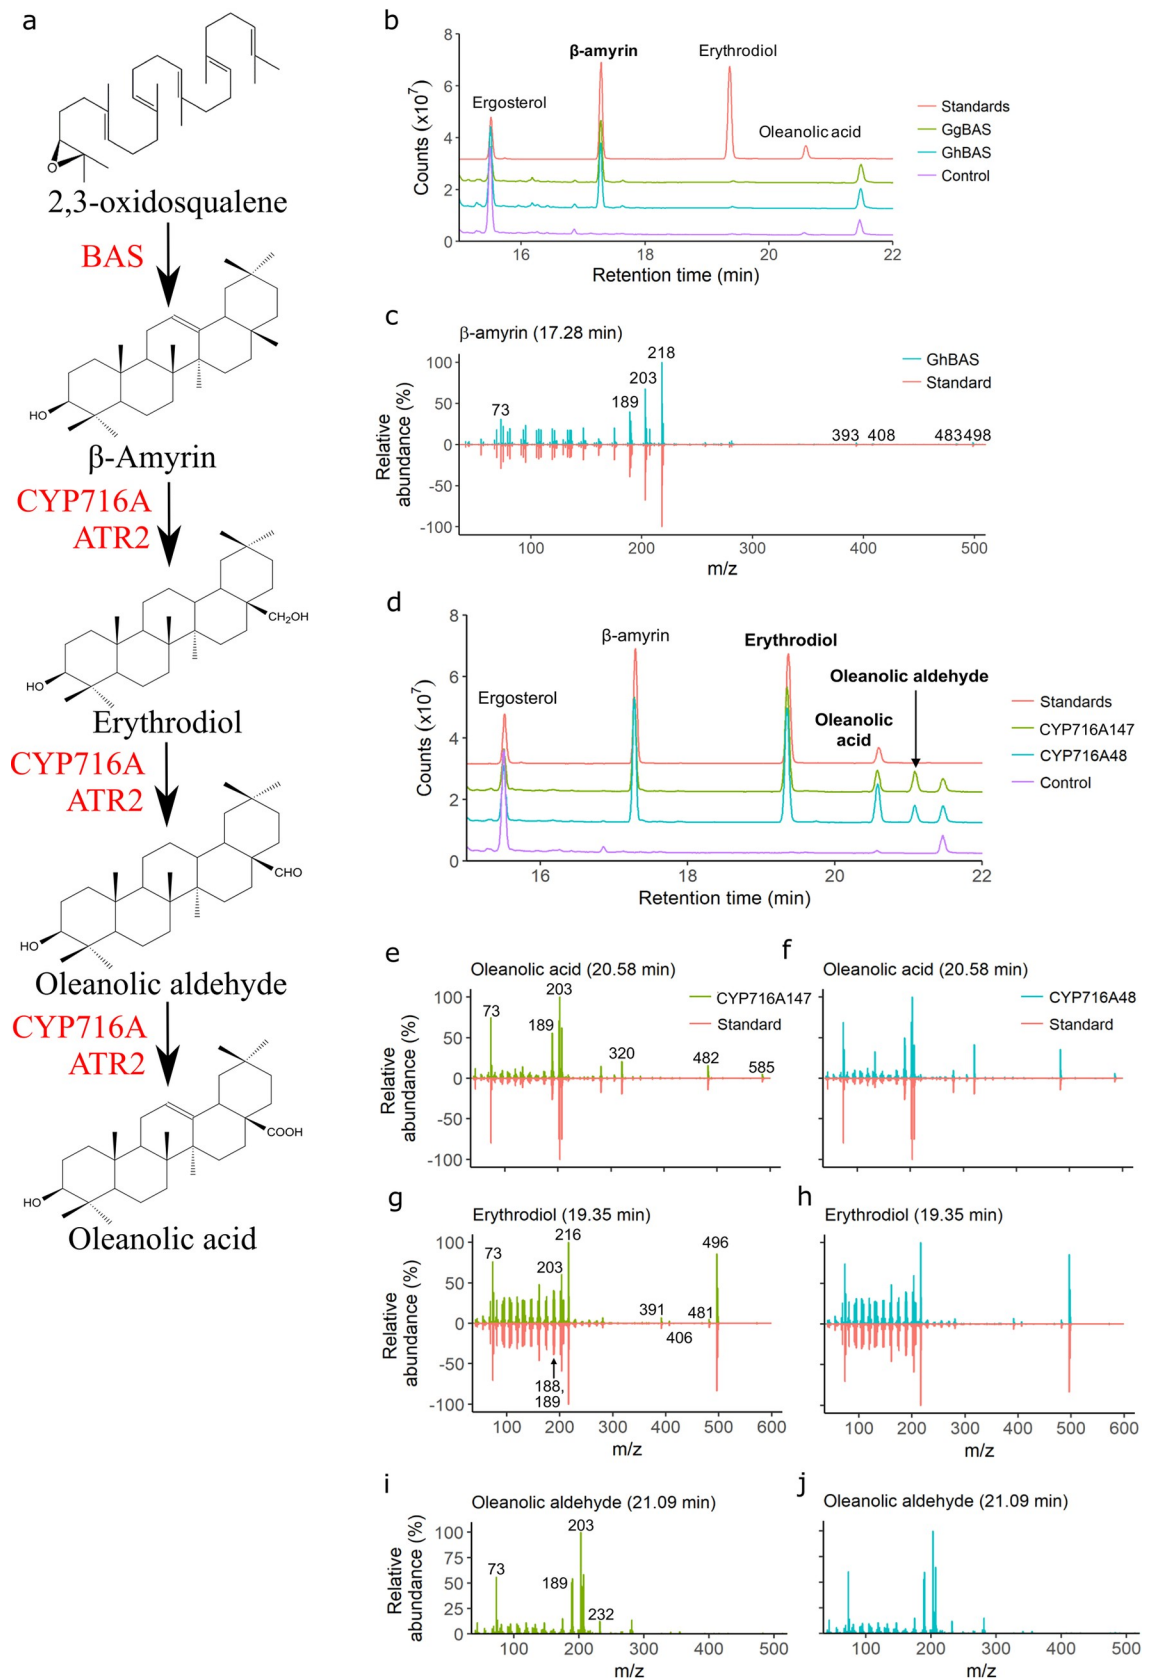 a
O
2,3-oxidosqualene
BAS
HO
β-Amyrin
CYP716A
ATR2
CH₂OH
HO
Erythrodiol
CYP716A
ATR2
CHO
HO
Oleanolic aldehyde
CYP716A
ATR2
COOH
HO
Oleanolic acid
b
8
6
4
2
0
Counts (x10⁷)
Ergosterol
β-amyrin
Erythrodiol
Oleanolic acid
Standards
GgBAS
GhBAS
Control
16 18 20 22
Retention time (min)
c
β-amyrin (17.28 min)
100
50
0
-50
-100
Relative
abundance (%)
73 189 203 218 393 408 483 498
GhBAS
Standard
100 200 300 400 500
m/z
d
8
6
4
2
0
Counts (x10⁷)
Ergosterol
β-amyrin
Erythrodiol
Oleanolic aldehyde
Oleanolic
acid
Standards
CYP716A147
CYP716A48
Control
16 18 20 22
Retention time (min)
e
Oleanolic acid (20.58 min)
100
50
0
-50
-100
Relative
abundance (%)
73 189 203 320 482 585
CYP716A147
Standard
f
Oleanolic acid (20.58 min)
CYP716A48
Standard
g
Erythrodiol (19.35 min)
100
50
0
-50
-100
Relative
abundance (%)
73 203 216 391 406 481 496
188,
189
100 200 300 400 500 600
m/z
h
Erythrodiol (19.35 min)
100 200 300 400 500 600
m/z
i
Oleanolic aldehyde (21.09 min)
100
75
50
25
0
Relative
abundance (%)
73 189 203 232
100 200 300 400 500
m/z
j
Oleanolic aldehyde (21.09 min)
100 200 300 400 500
m/z